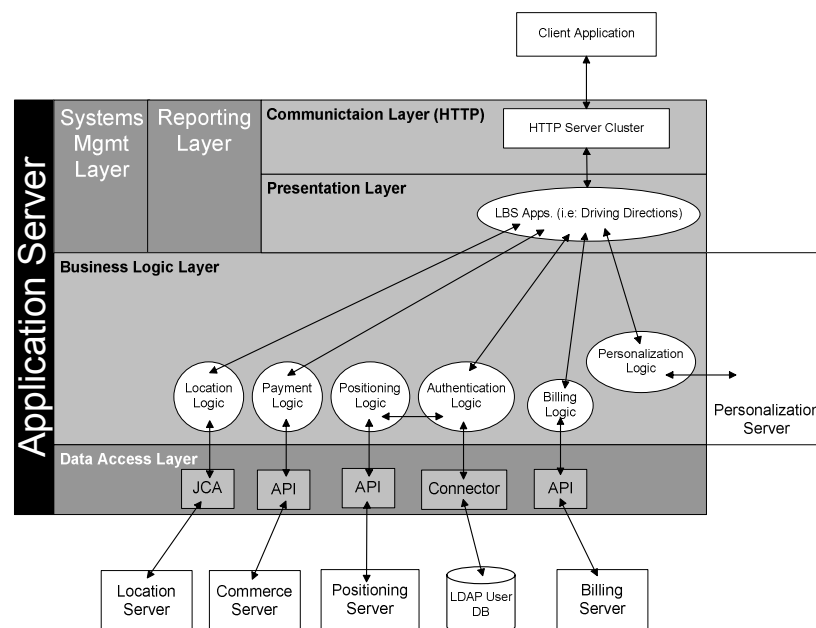 Client Application
Application Server
Systems
Mgmt
Layer
Reporting
Layer
Communictaion Layer (HTTP)
HTTP Server Cluster
Presentation Layer
LBS Apps. (i.e: Driving Directions)
Business Logic Layer
Location
Logic
Payment
Logic
Positioning
Logic
Authentication
Logic
Billing
Logic
Personalization
Logic
Personalization
Server
Data Access Layer
JCA
API
API
Connector
API
Location
Server
Commerce
Server
Positioning
Server
LDAP User
DB
Billing
Server